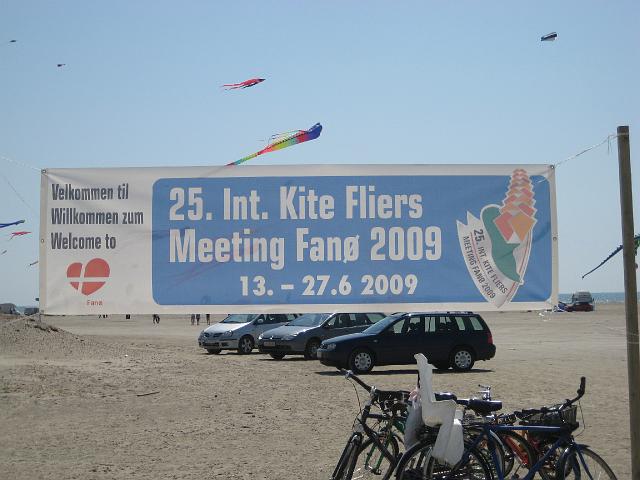 Velkommen til
Willkommen zum
Welcome to
Fanø
25. Int. Kite Fliers
Meeting Fanø 2009
13. – 27.6 2009
25. INT. KITE FLIERS
MEETING FANØ 2009